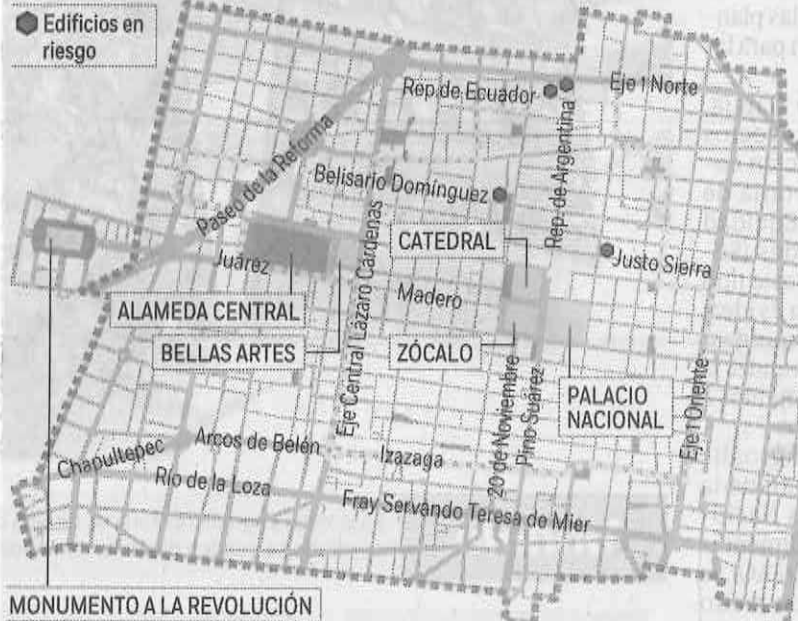 Edificios en
riesgo
Rep. de Ecuador
Eje 1 Norte
Rep. de Argentina
Paseo de la Reforma
Belisario Domínguez
CATEDRAL
Justo Sierra
Juárez
Eje Central Lázaro Cárdenas
Madero
ALAMEDA CENTRAL
BELLAS ARTES
ZÓCALO
20 de Noviembre
Pino Suárez
PALACIO
NACIONAL
Eje 1 Oriente
Chapultepec
Arcos de Belén
Izazaga
Río de la Loza
Fray Servando Teresa de Mier
MONUMENTO A LA REVOLUCIÓN